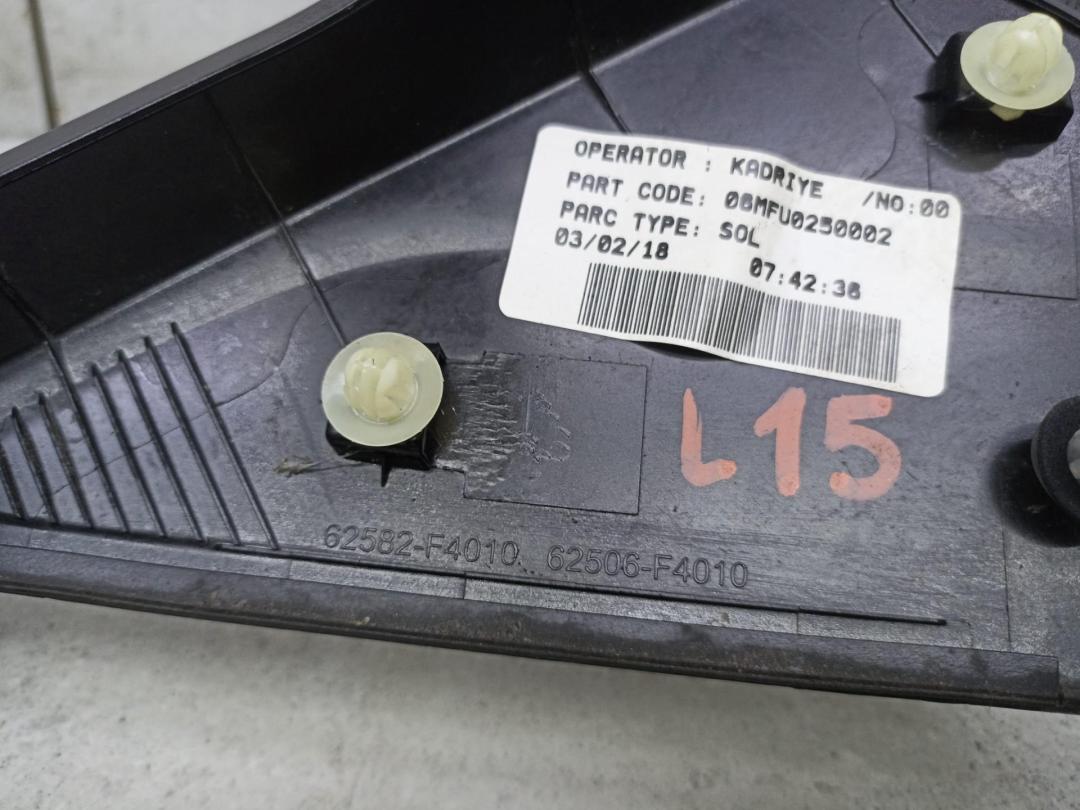 OPERATOR : KADRIYE /NO:00
PART CODE: 06MFU0250002
PARC TYPE: SOL
03/02/18 07:42:36
L15
62582-F4010 62506-F4010